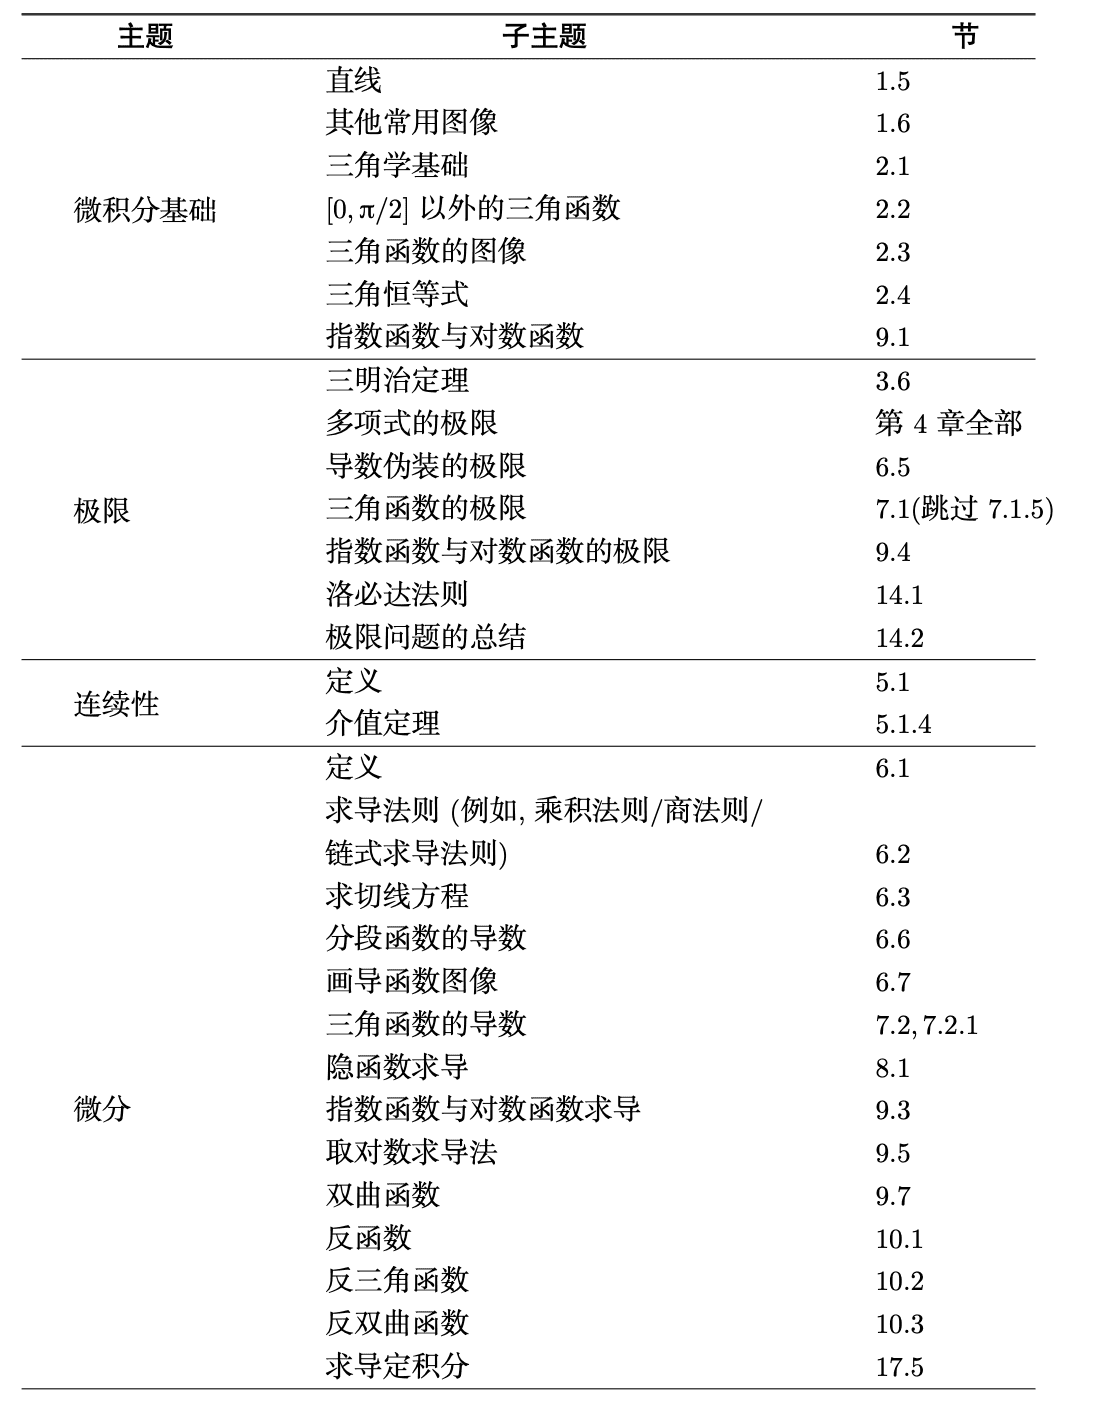 主题 子主题 节
直线 1.5
其他常用图像 1.6
三角学基础 2.1
微积分基础 [0, π/2] 以外的三角函数 2.2
三角函数的图像 2.3
三角恒等式 2.4
指数函数与对数函数 9.1
三明治定理 3.6
多项式的极限 第 4 章全部
导数伪装的极限 6.5
极限 三角函数的极限 7.1(跳过 7.1.5)
指数函数与对数函数的极限 9.4
洛必达法则 14.1
极限问题的总结 14.2
连续性 定义 5.1
介值定理 5.1.4
定义 6.1
求导法则 (例如, 乘积法则/商法则/
链式求导法则) 6.2
求切线方程 6.3
分段函数的导数 6.6
画导函数图像 6.7
三角函数的导数 7.2, 7.2.1
隐函数求导 8.1
微分 指数函数与对数函数求导 9.3
取对数求导法 9.5
双曲函数 9.7
反函数 10.1
反三角函数 10.2
反双曲函数 10.3
求导定积分 17.5